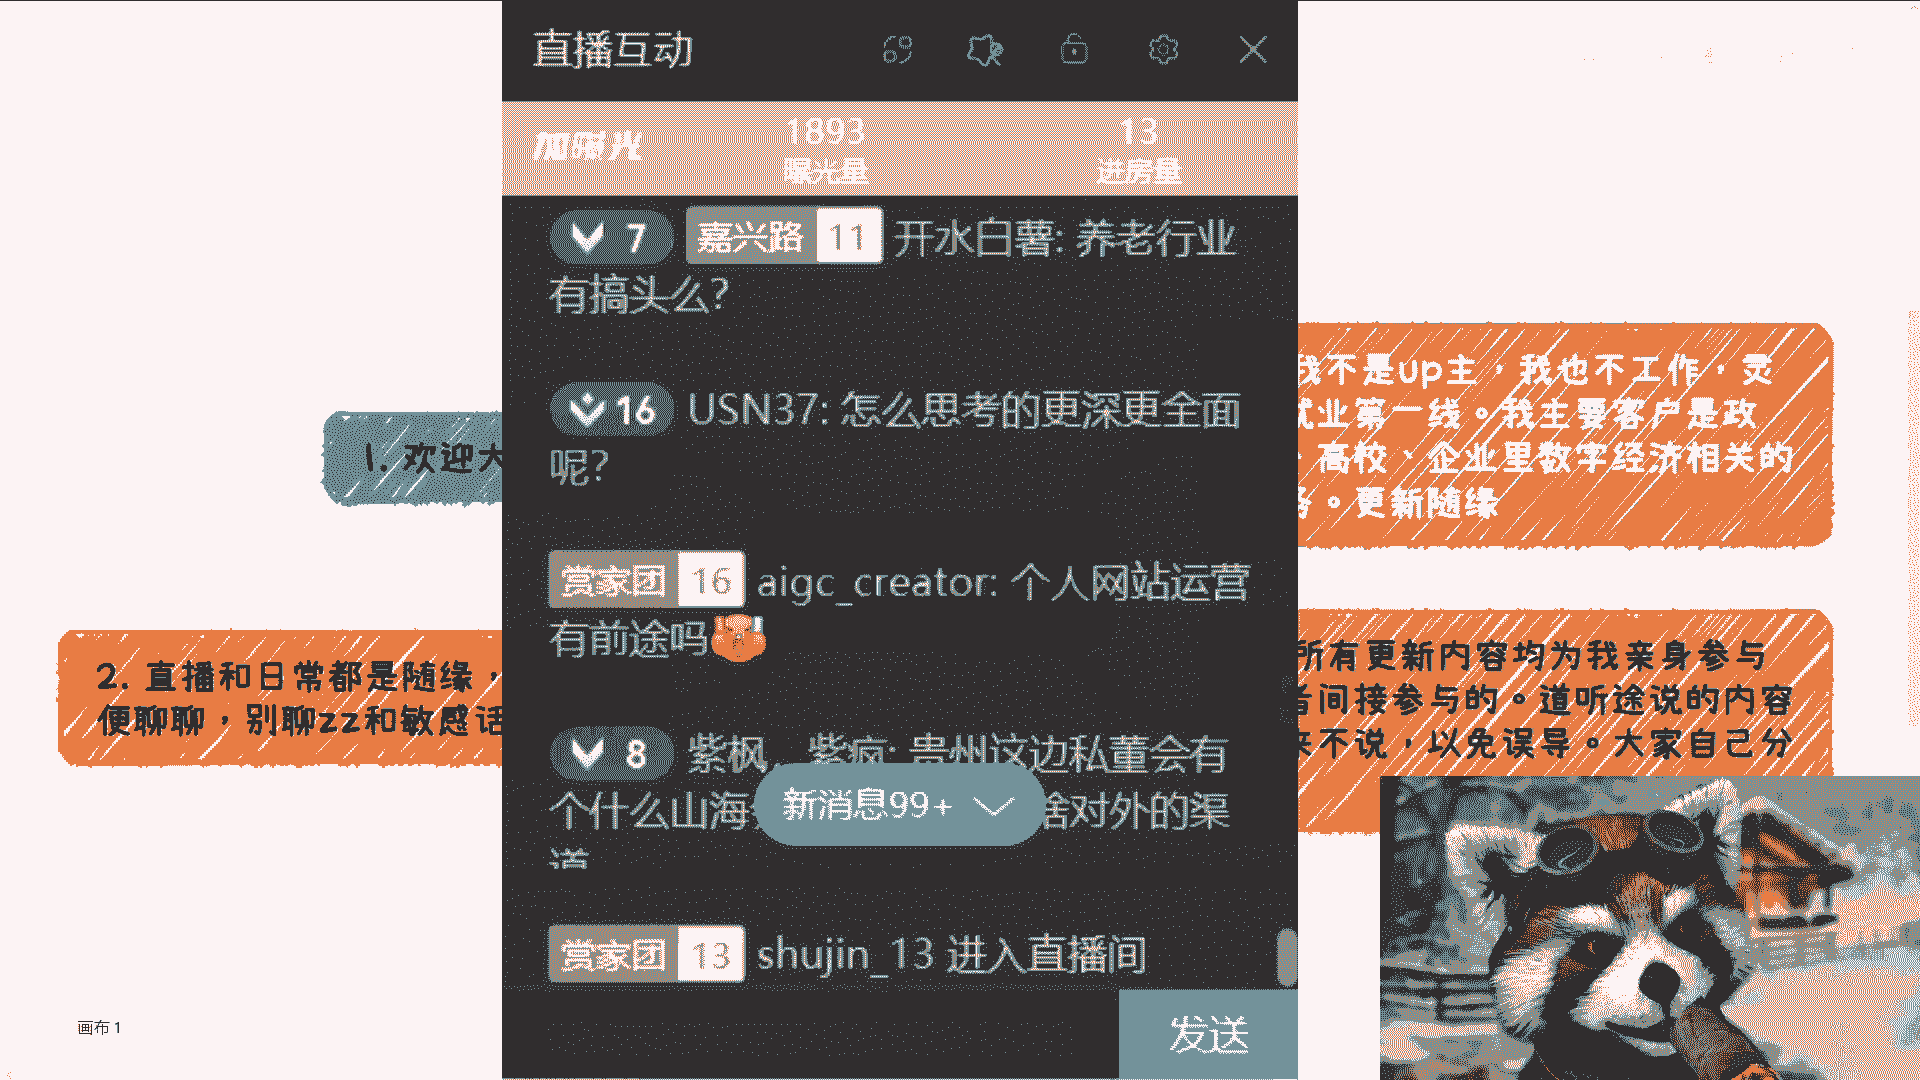 直播互动
加曝光
1893
曝光量
13
进房量
7 嘉兴路 11 开水白薯: 养老行业
有搞头么?
16 USN37: 怎么思考的更深更全面
呢?
赏家团 16 aigc_creator: 个人网站运营
有前途吗
8 紫枫、紫疯: 贵州这边私董会有
个什么山海 啥对外的渠
道
新消息99+
赏家团 13 shujin_13 进入直播间
发送
1. 欢迎大
2. 直播和日常都是随缘，
便聊聊，别聊zz和敏感话
我不是up主，我也不工作，灵
就业第一线。我主要客户是政
、高校、企业里数字经济相关的
务。更新随缘
所有更新内容均为我亲身参与
者间接参与的。道听途说的内容
来不说，以免误导。大家自己分
画布 1